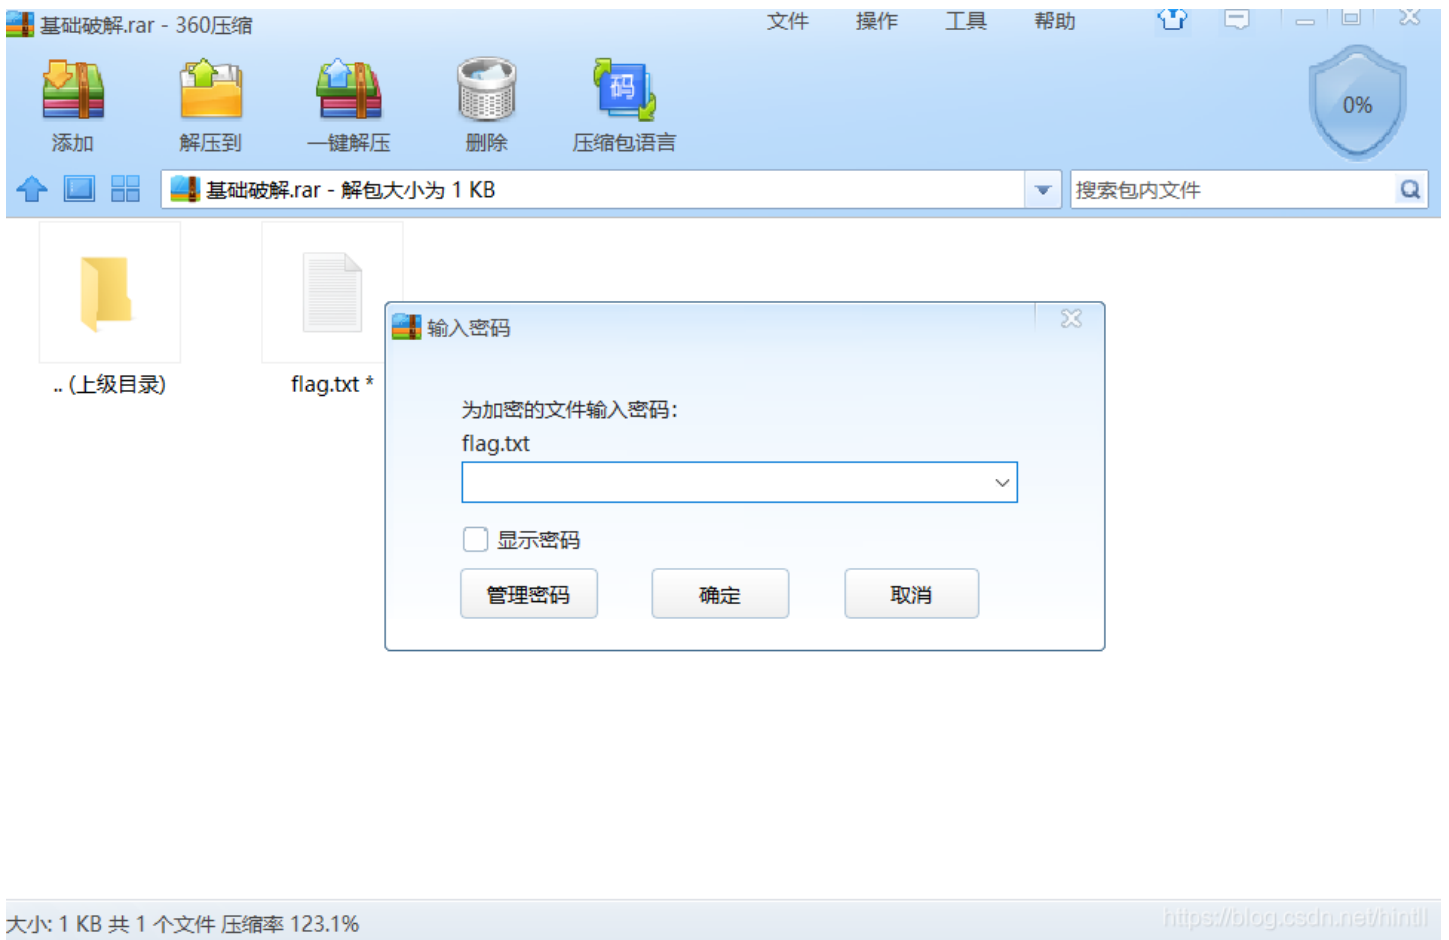 基础破解.rar - 360压缩
文件 操作 工具 帮助
0%
添加 解压到 一键解压 删除 码 压缩包语言
基础破解.rar - 解包大小为 1 KB
搜索包内文件
.. (上级目录) flag.txt *
输入密码
为加密的文件输入密码：
flag.txt
显示密码
管理密码 确定 取消
大小: 1 KB 共 1 个文件 压缩率 123.1%
https://blog.csdn.net/hintll